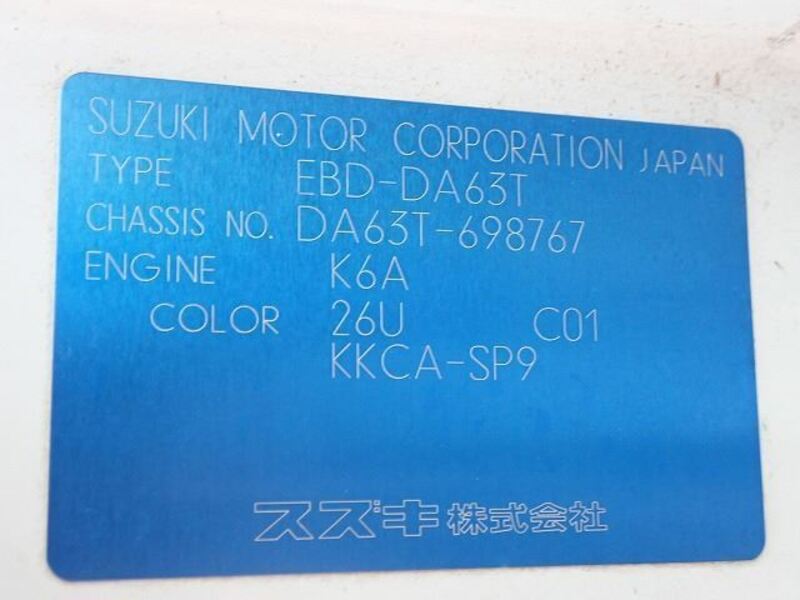 SUZUKI MOTOR CORPORATION JAPAN
TYPE EBD-DA63T
CHASSIS NO. DA63T-698767
ENGINE K6A
COLOR 26U C01
KKCA-SP9
スズキ株式会社